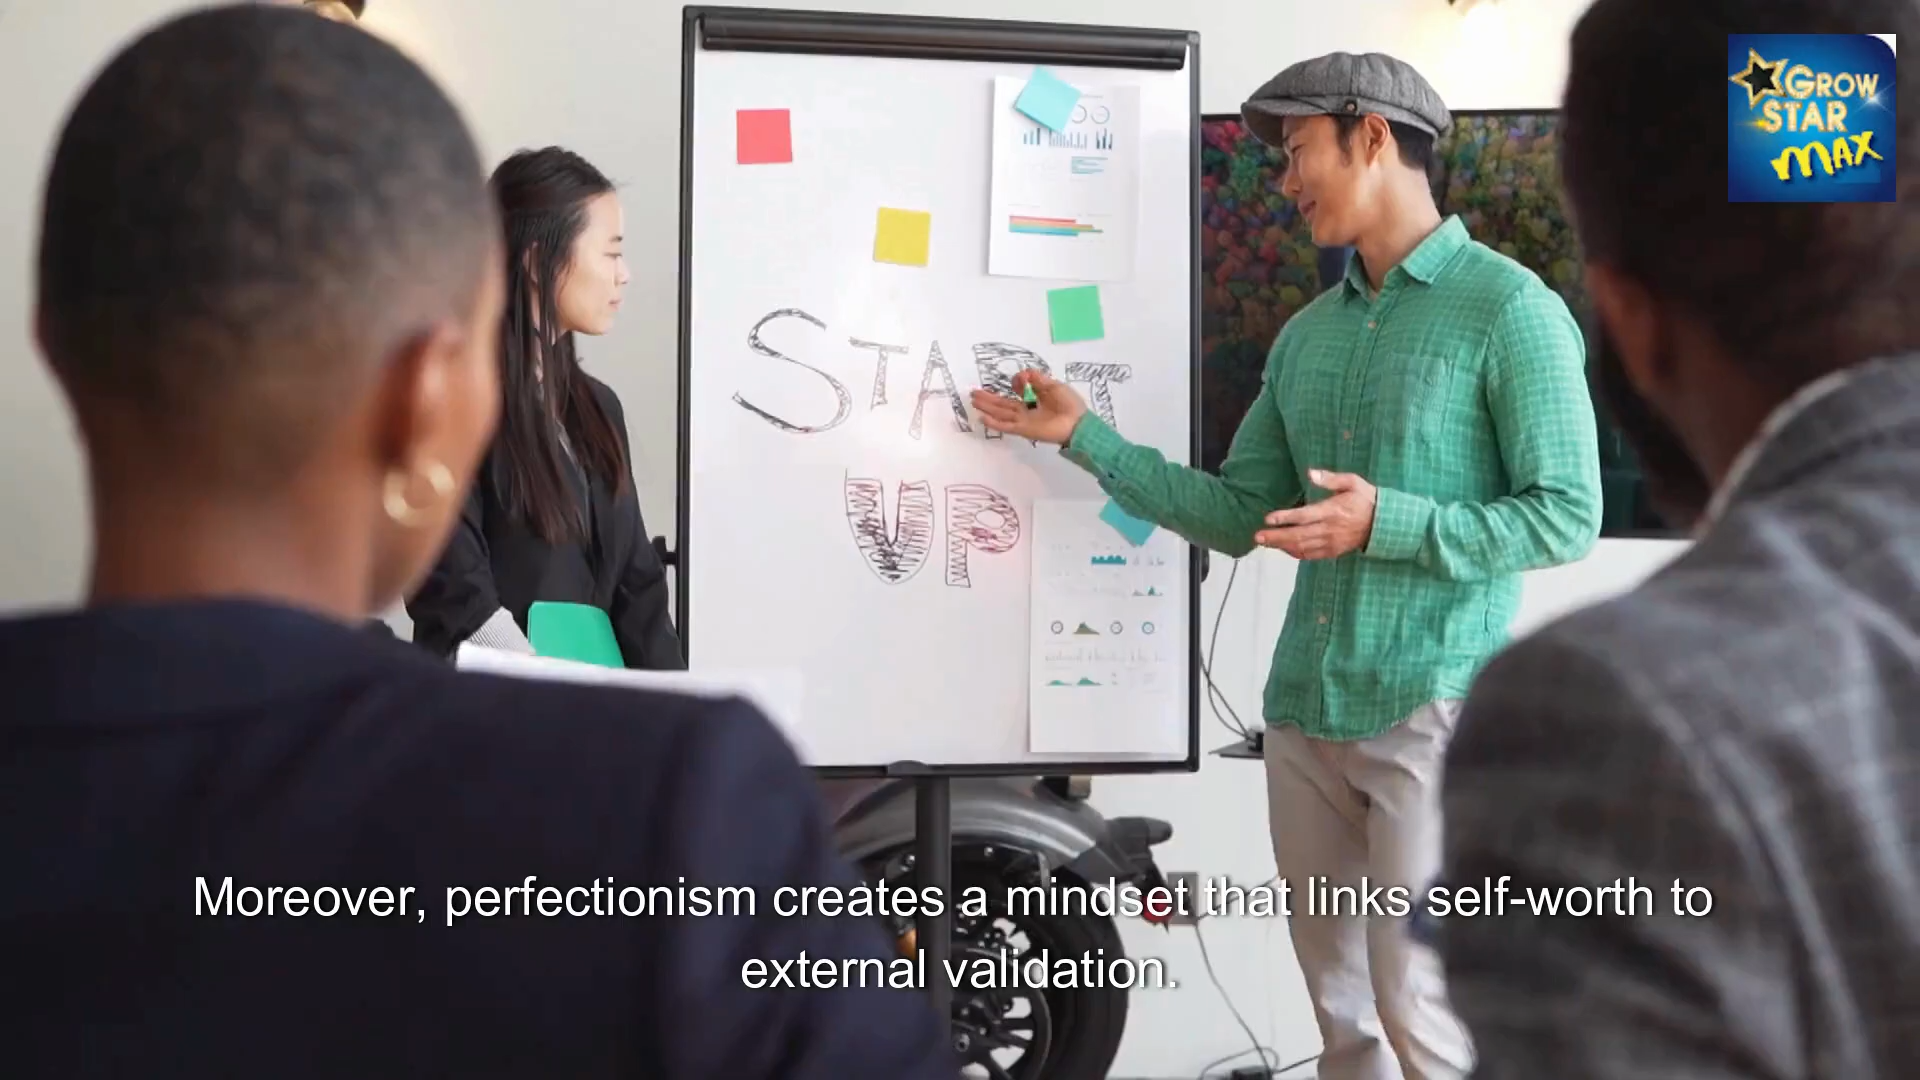 GROW
STAR
MAX
START
UP
Moreover, perfectionism creates a mindset that links self-worth to
external validation.